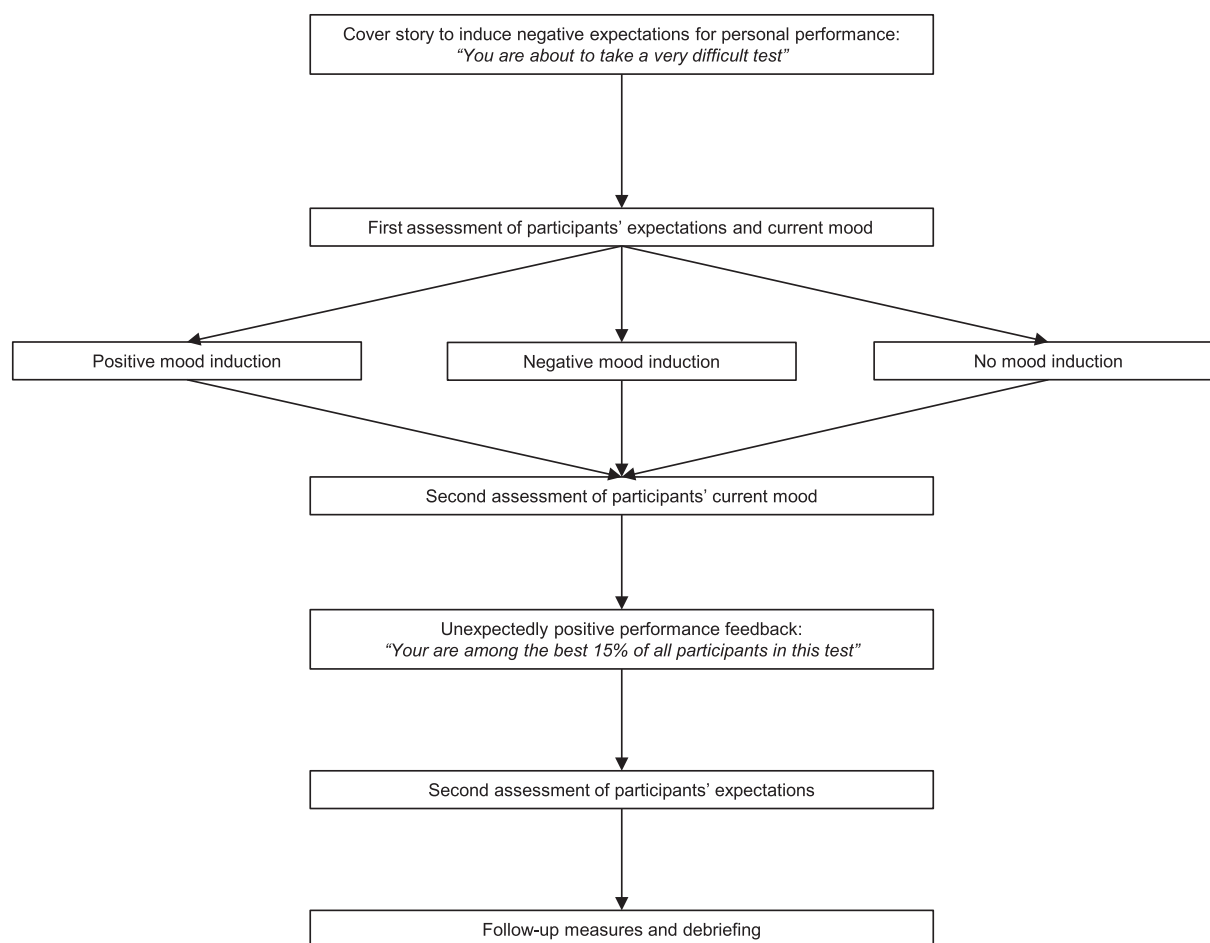 Cover story to induce negative expectations for personal performance:
“You are about to take a very difficult test”
First assessment of participants’ expectations and current mood
Positive mood induction
Negative mood induction
No mood induction
Second assessment of participants’ current mood
Unexpectedly positive performance feedback:
“Your are among the best 15% of all participants in this test”
Second assessment of participants’ expectations
Follow-up measures and debriefing